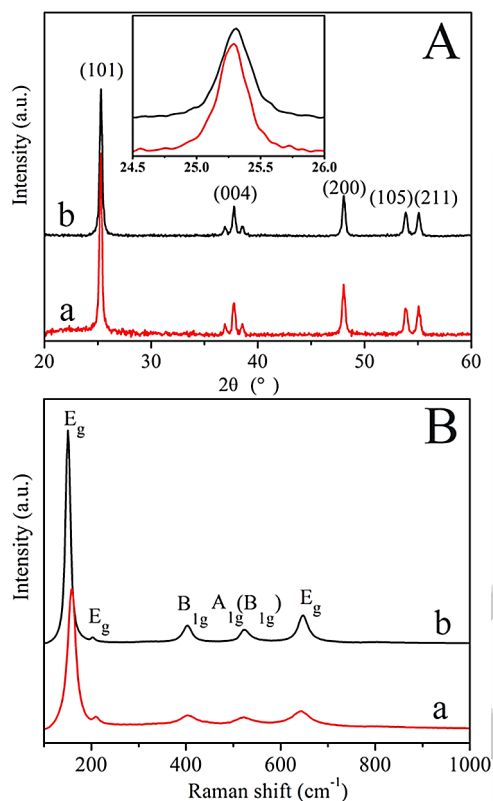 A
Intensity (a.u.)
(101)
24.5 25.0 25.5 26.0
(004)
(200)
(105)
(211)
b
a
20 30 40 50 60
2θ (°)
B
Intensity (a.u.)
Eg
Eg
B1g
A1g(B1g)
Eg
b
a
200 400 600 800 1000
Raman shift (cm-1)